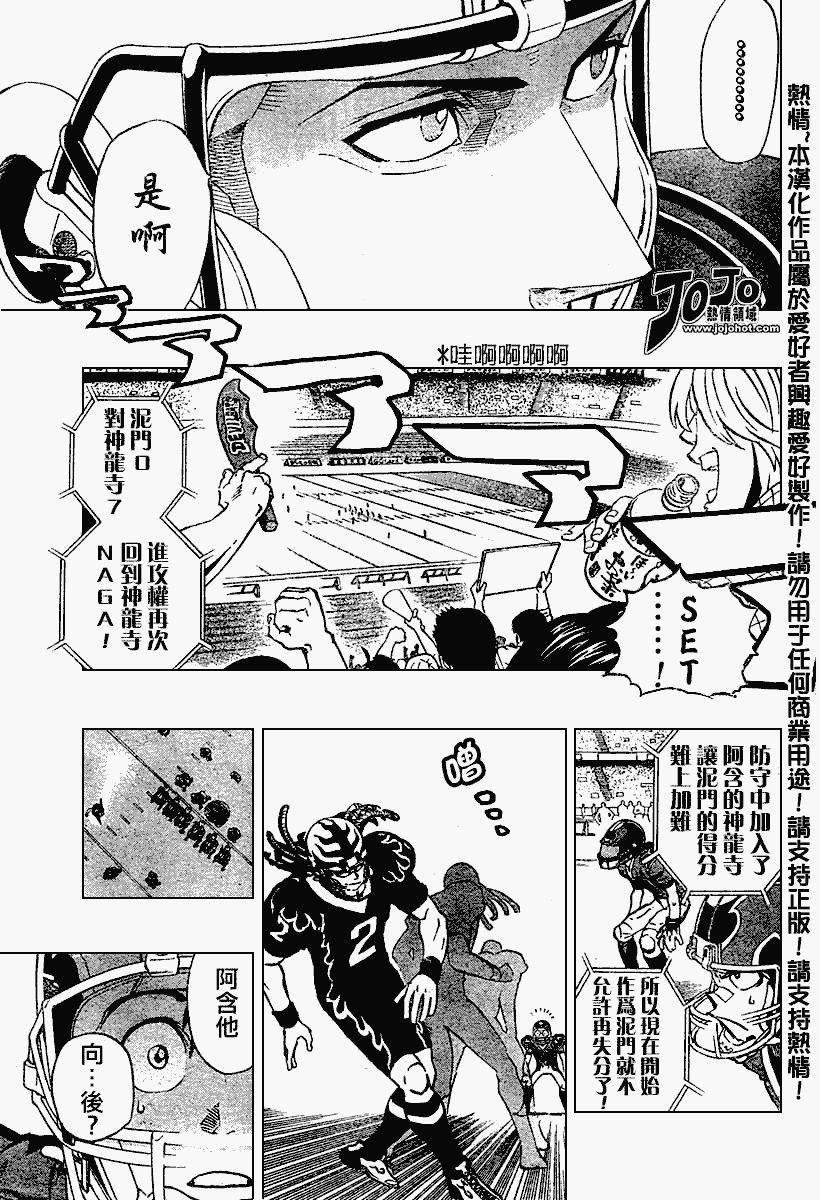 …………
是
啊
JOJO
熱情領域
www.jojohot.com
*哇啊啊啊啊
泥門0
對神龍寺7
進攻權再次
回到神龍寺
NAGA！
DEVIL
SET
……！
防守中加入了
阿含的神龍寺
讓泥門的得分
難上加難
所以現在開始
作爲泥門就不
允許再失分了！
嚕。。。
2
阿含他
向…後？
熱情~本漢化作品屬於愛好者興趣愛好製作！請勿用于任何商業用途！請支持正版！請支持熱情！